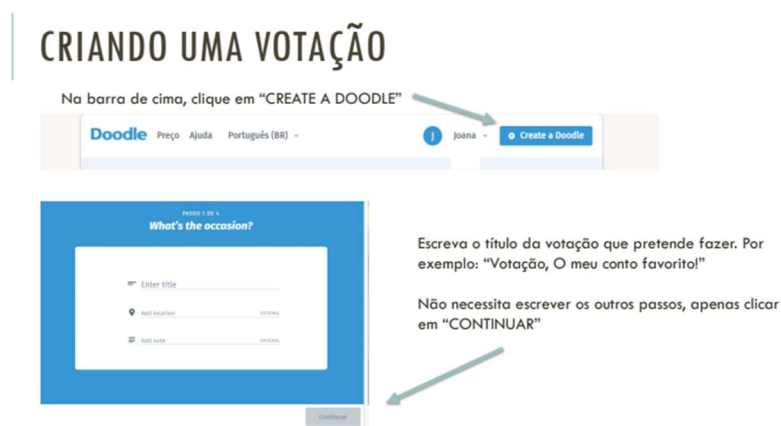 CRIANDO UMA VOTAÇÃO
Na barra de cima, clique em “CREATE A DOODLE”
Doodle Preço Ajuda Português (BR) J Joana Create a Doodle
PASSO 1 DE 4
What's the occasion?
Enter title
Add location OPTIONAL
Add note OPTIONAL
Continuar
Escreva o título da votação que pretende fazer. Por
exemplo: “Votação, O meu conto favorito!”
Não necessita escrever os outros passos, apenas clicar
em “CONTINUAR”